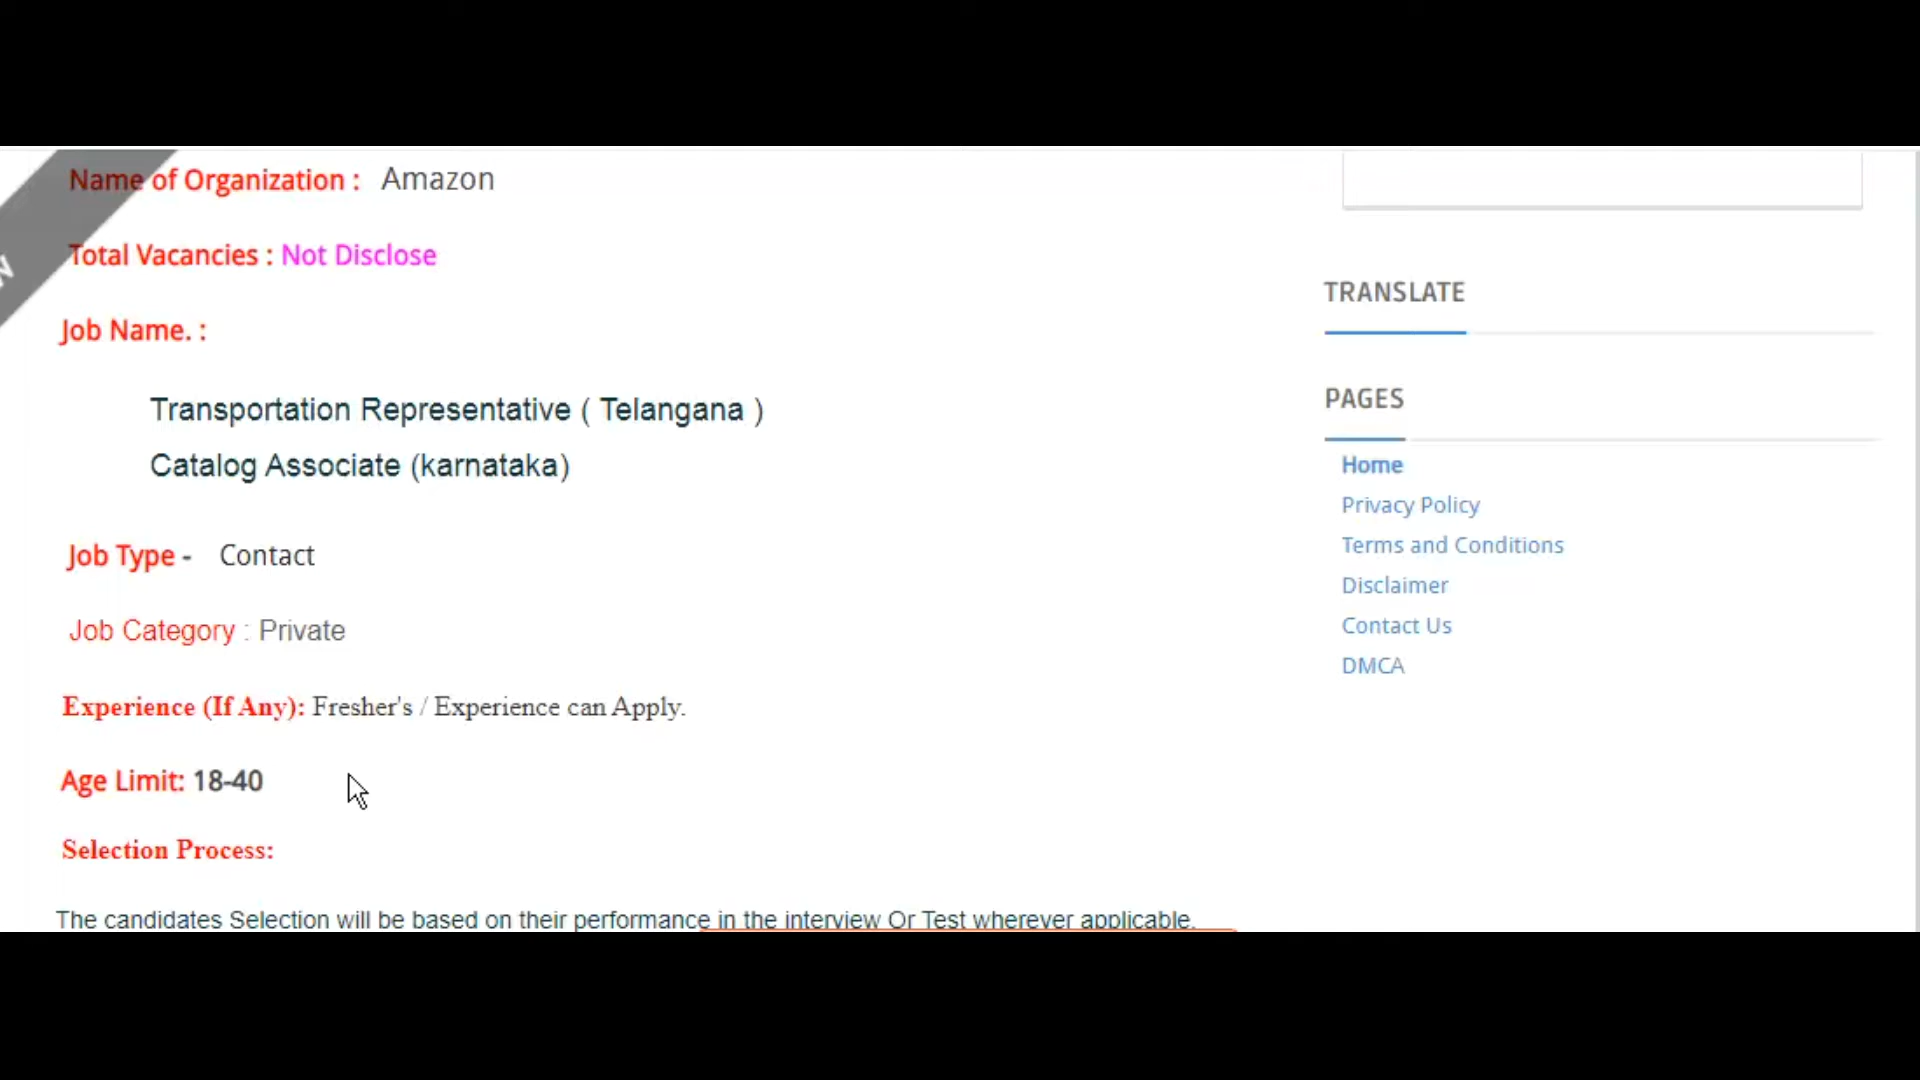 Name of Organization : Amazon
Total Vacancies : Not Disclose
Job Name. :
Transportation Representative ( Telangana )
Catalog Associate (karnataka)
Job Type - Contact
Job Category : Private
Experience (If Any): Fresher's / Experience can Apply.
Age Limit: 18-40
Selection Process:
The candidates Selection will be based on their performance in the interview Or Test wherever applicable.
TRANSLATE
PAGES
Home
Privacy Policy
Terms and Conditions
Disclaimer
Contact Us
DMCA